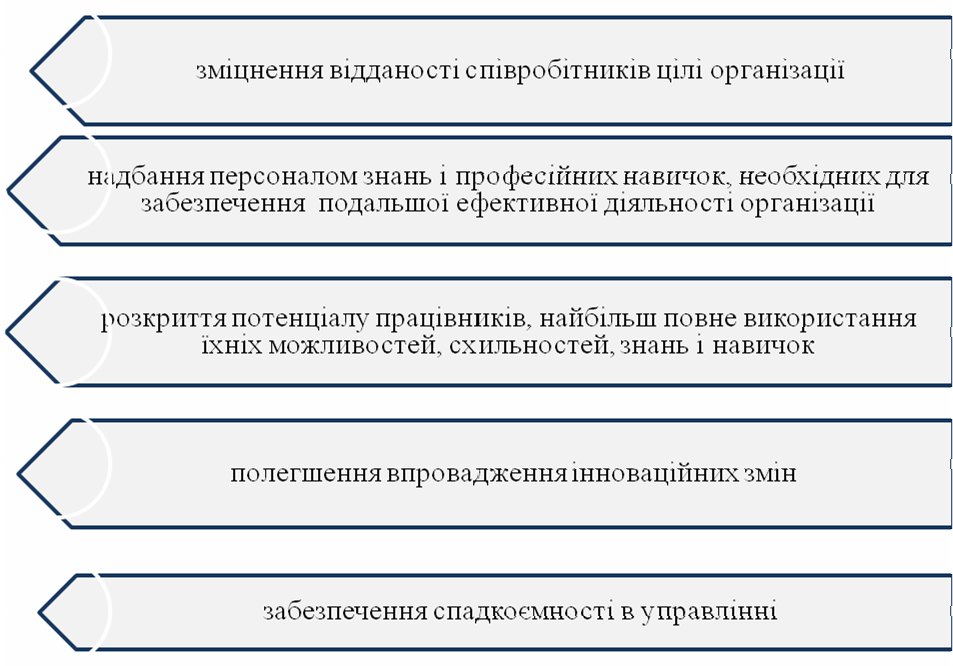 зміцнення відданості співробітників цілі організації
надбання персоналом знань і професійних навичок, необхідних для
забезпечення подальшої ефективної діяльності організації
розкриття потенціалу працівників, найбільш повне використання
їхніх можливостей, схильностей, знань і навичок
полегшення впровадження інноваційних змін
забезпечення спадкоємності в управлінні